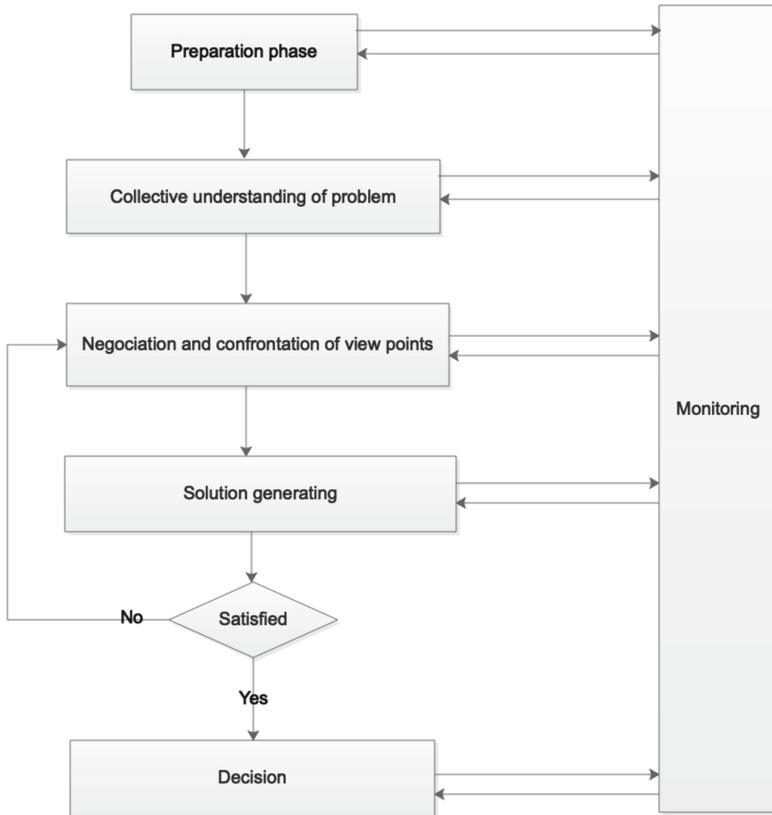 Preparation phase
Collective understanding of problem
Negociation and confrontation of view points
Monitoring
Solution generating
No
Satisfied
Yes
Decision